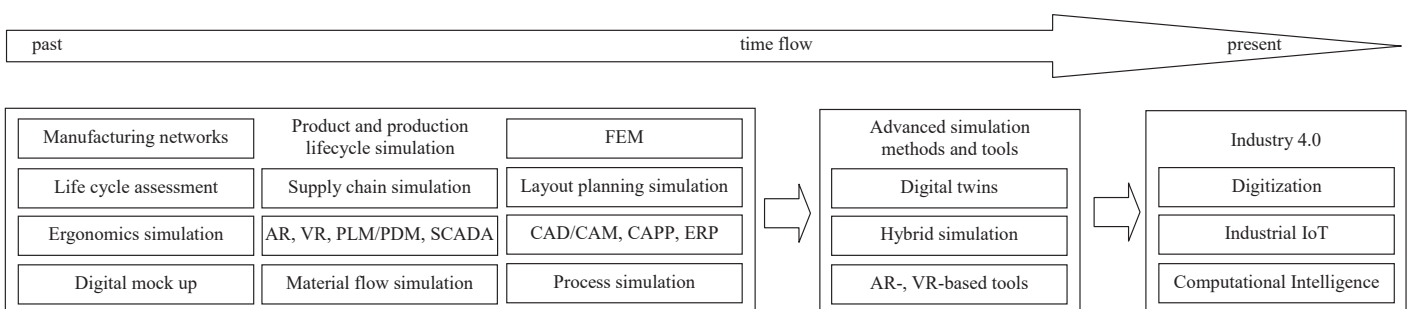 past
time flow
present
Manufacturing networks
Product and production
lifecycle simulation
FEM
Life cycle assessment
Supply chain simulation
Layout planning simulation
Ergonomics simulation
AR, VR, PLM/PDM, SCADA
CAD/CAM, CAPP, ERP
Digital mock up
Material flow simulation
Process simulation
Advanced simulation
methods and tools
Digital twins
Hybrid simulation
AR-, VR-based tools
Industry 4.0
Digitization
Industrial IoT
Computational Intelligence